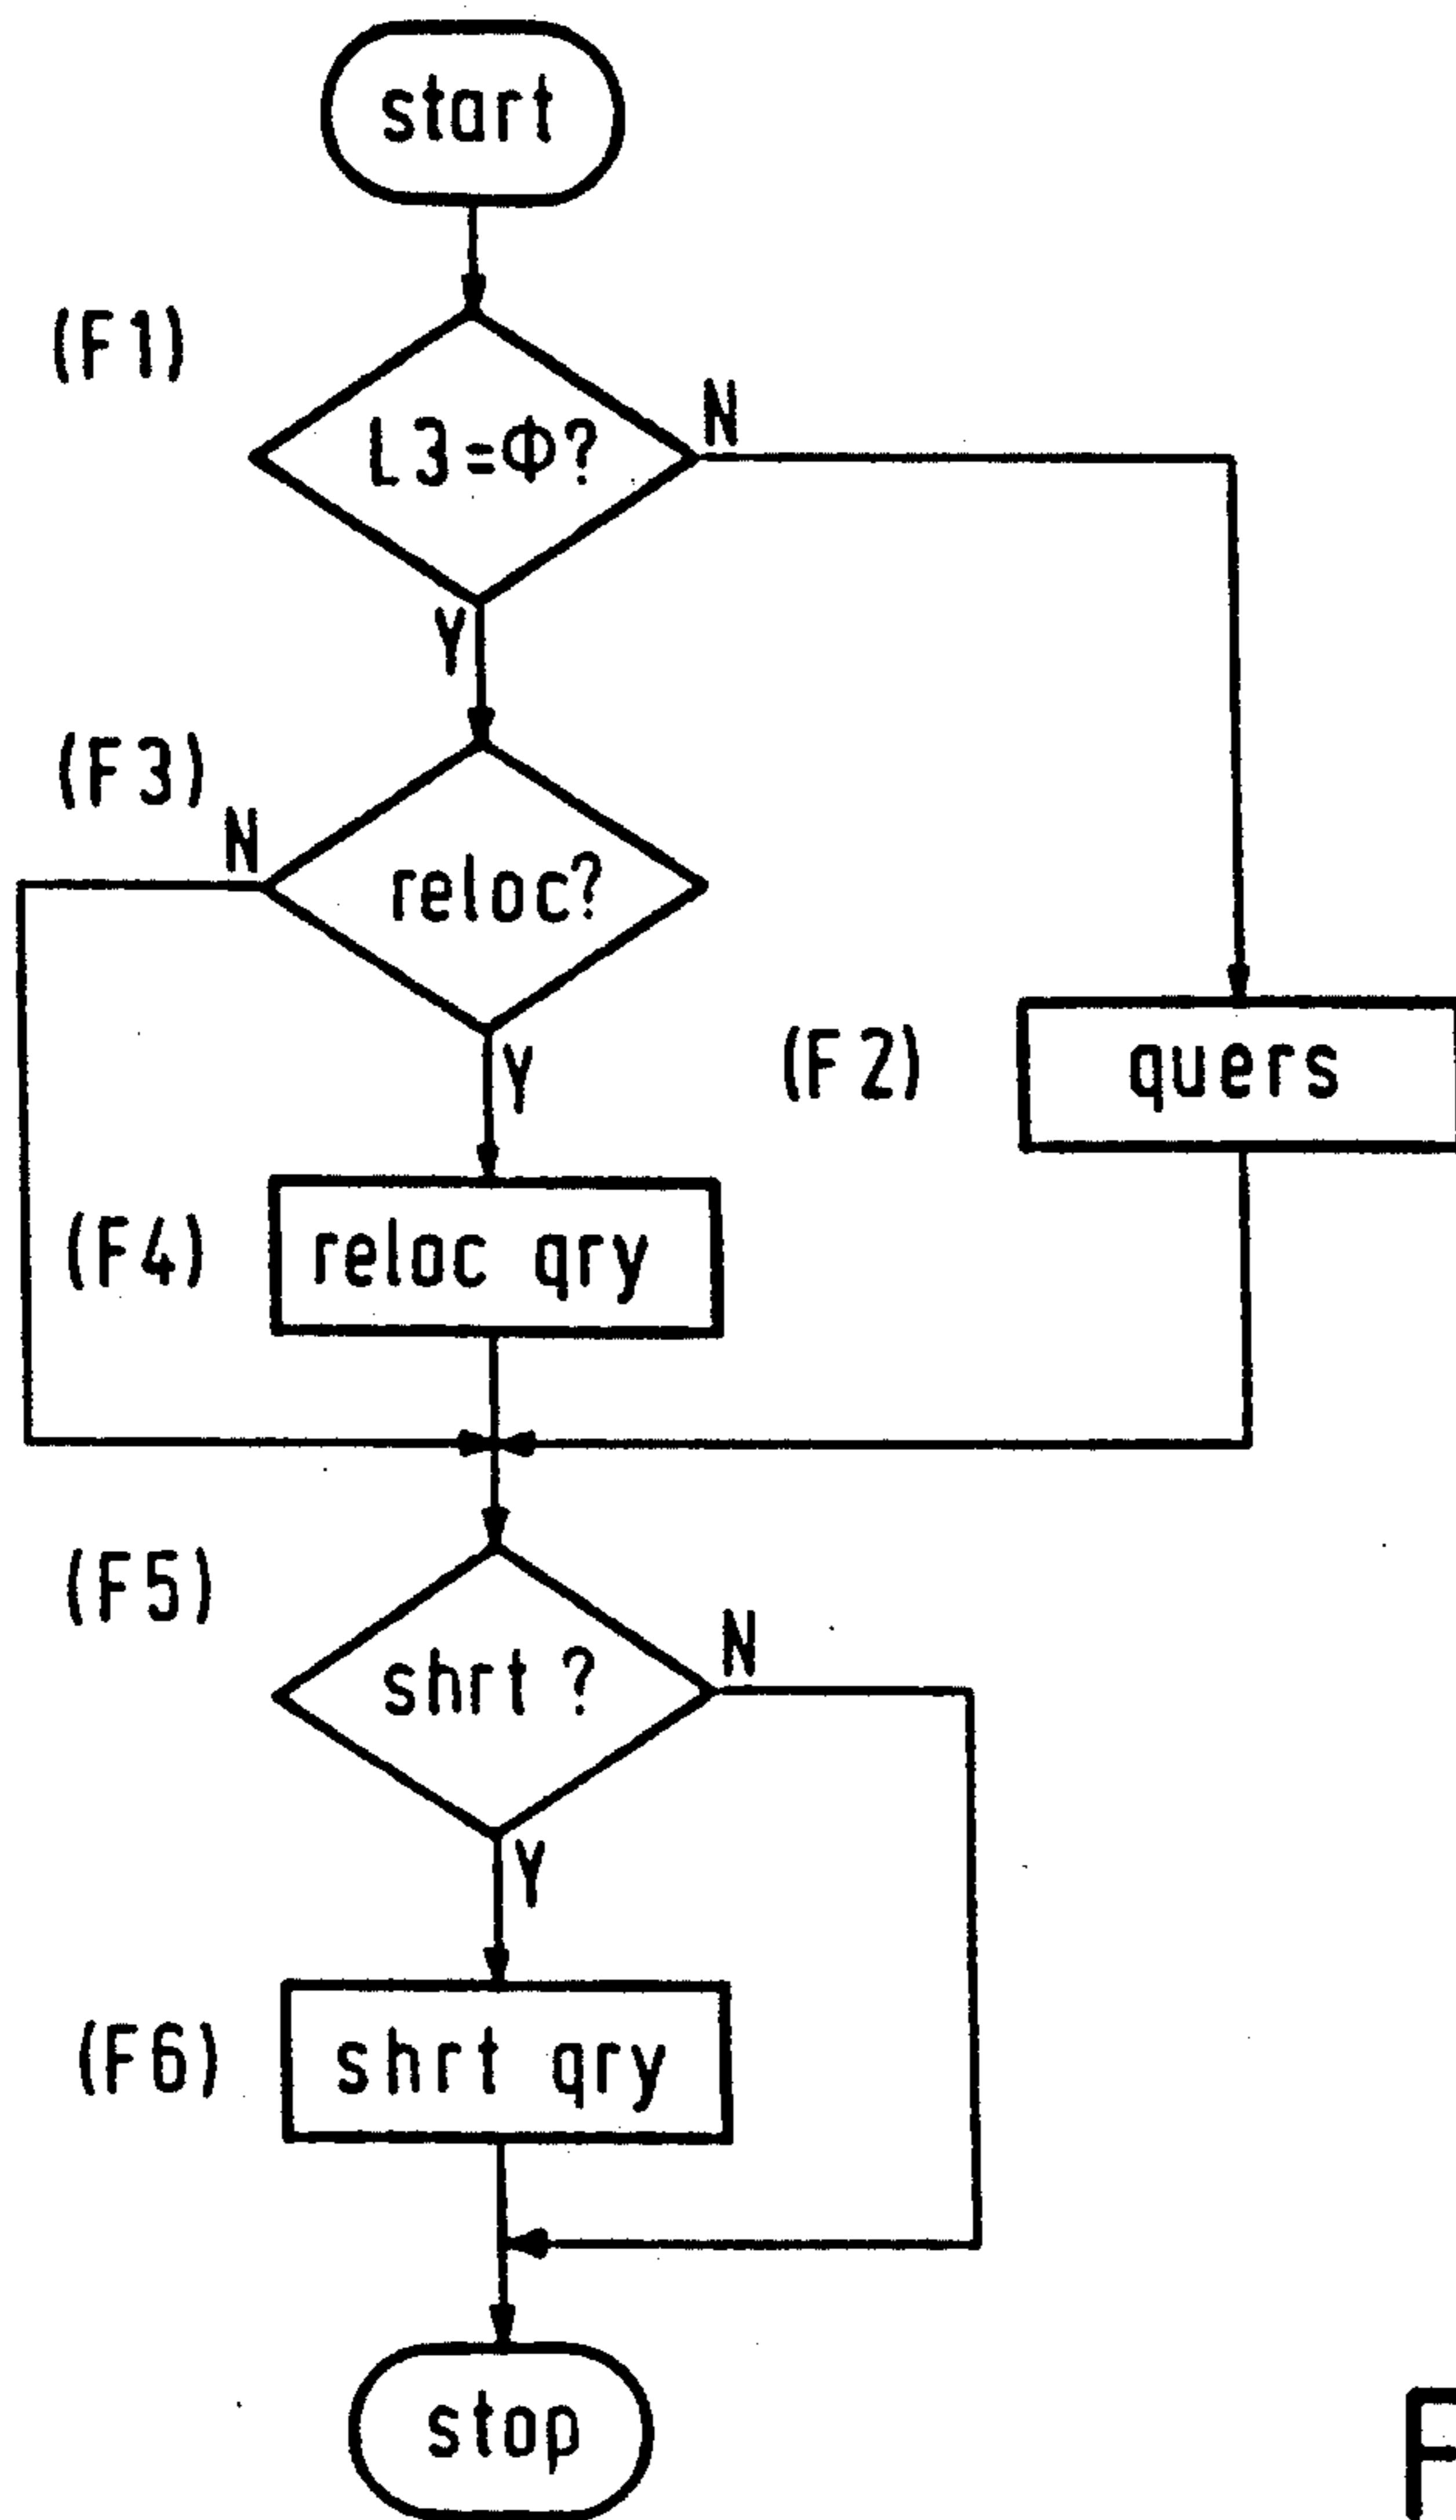 start
(F1)
N
L3=Φ?
Y
(F3)
N
reloc?
Y
(F2)
quers
(F4)
reloc qry
(F5)
N
shrt ?
Y
(F6)
shrt qry
stop
F